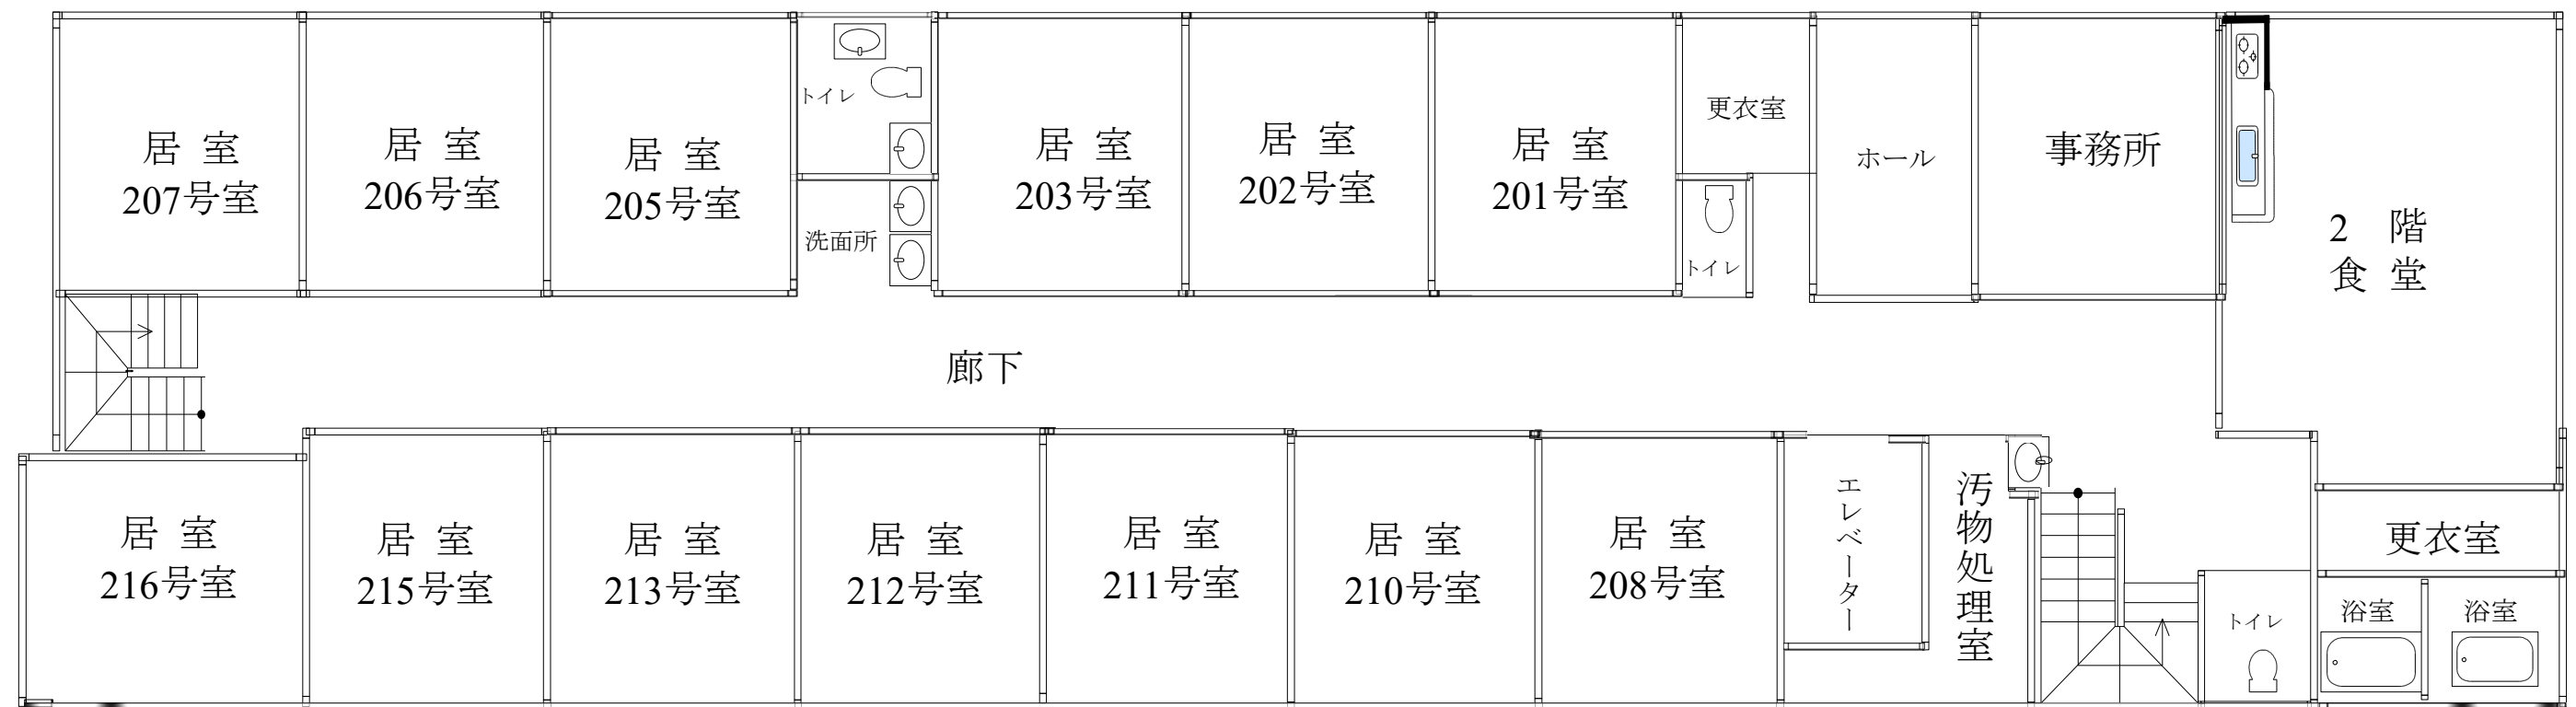 居 室
207号室
居 室
206号室
居 室
205号室
トイレ
洗面所
居 室
203号室
居 室
202号室
居 室
201号室
更衣室
トイレ
ホール
事務所
2 階
食 堂
廊下
居 室
216号室
居 室
215号室
居 室
213号室
居 室
212号室
居 室
211号室
居 室
210号室
居 室
208号室
エレベーター
汚物処理室
トイレ
更衣室
浴室
浴室